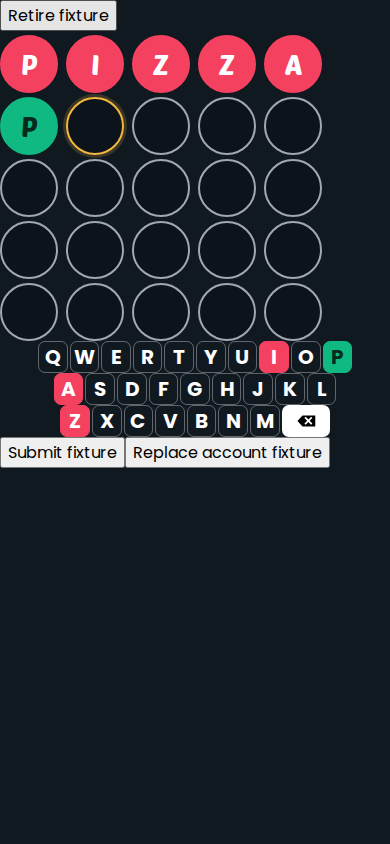 Retire fixture
P I Z Z A
P
Q W E R T Y U I O P
A S D F G H J K L
Z X C V B N M
Submit fixture Replace account fixture